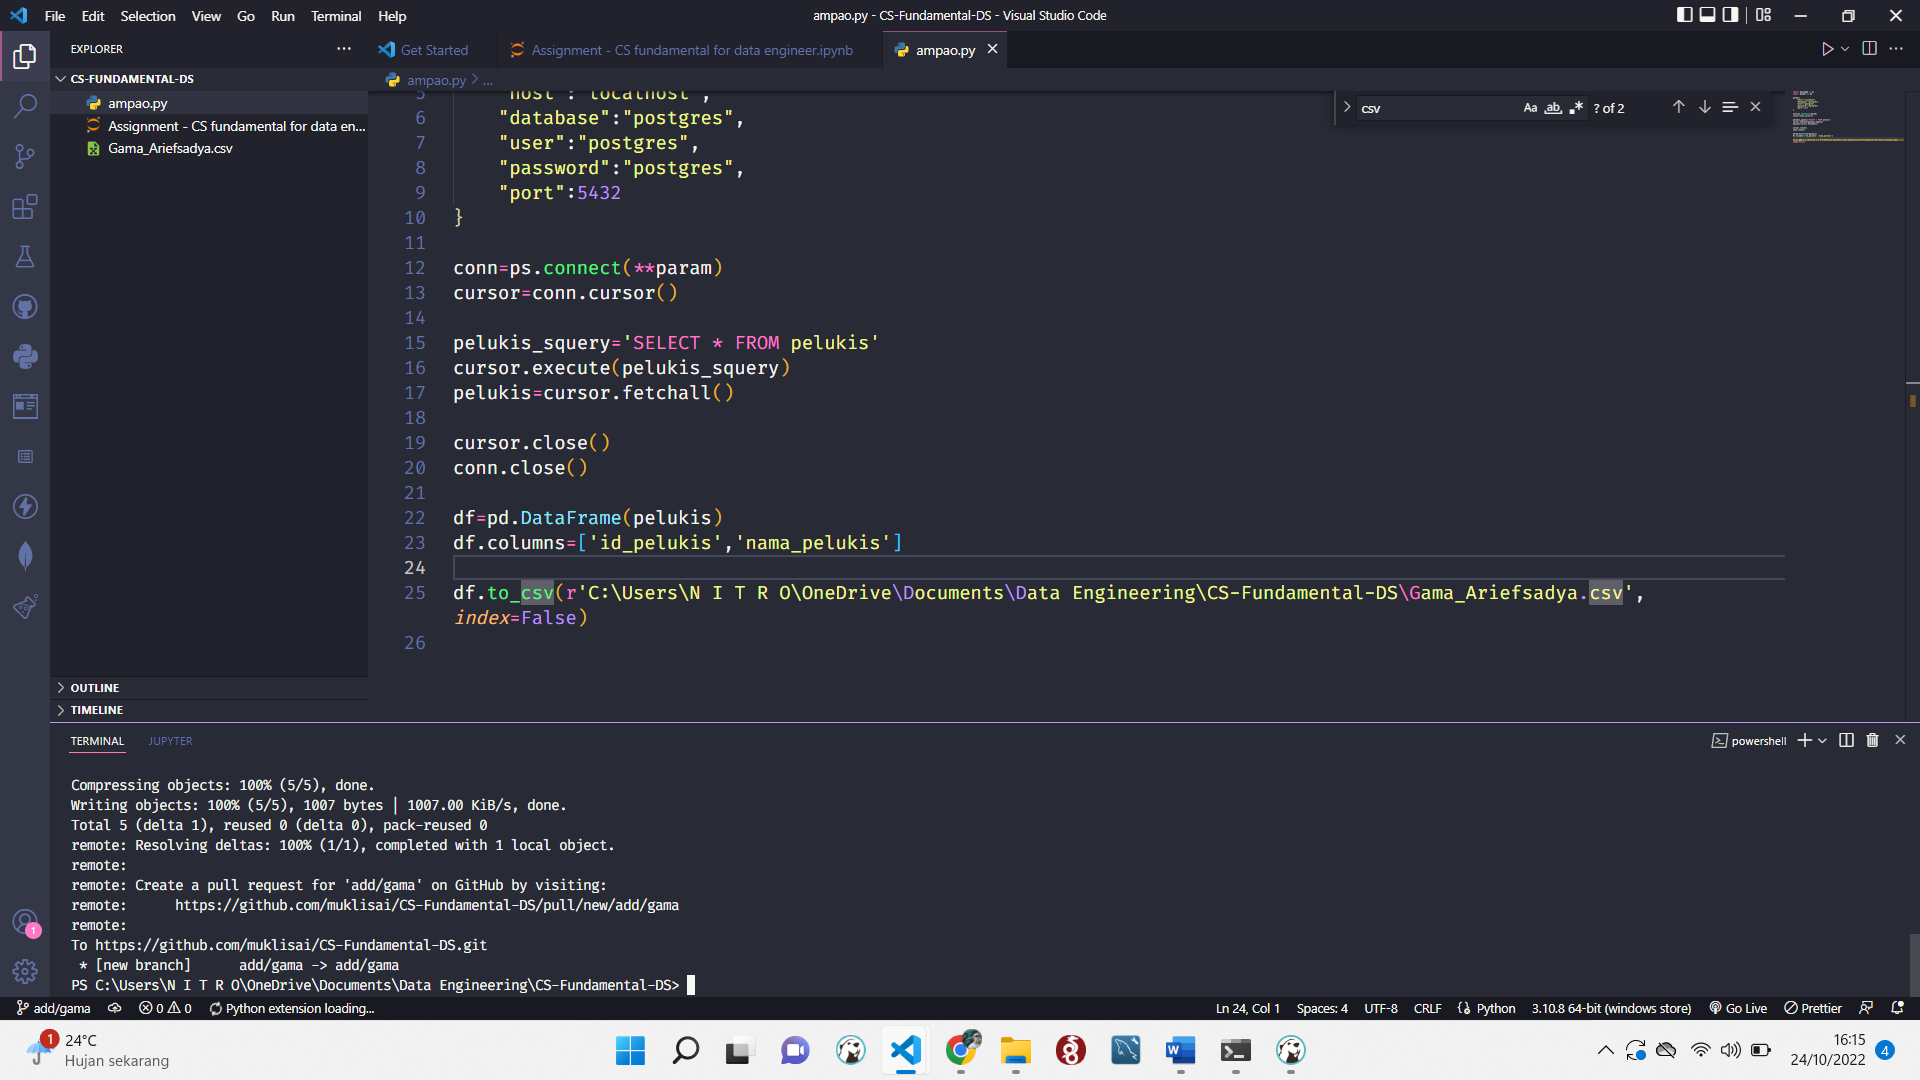 File Edit Selection View Go Run Terminal Help
ampao.py - CS-Fundamental-DS - Visual Studio Code
EXPLORER
Get Started
Assignment - CS fundamental for data engineer.ipynb
ampao.py
CS-FUNDAMENTAL-DS
ampao.py
Assignment - CS fundamental for data en...
Gama_Ariefsadya.csv
OUTLINE
TIMELINE
ampao.py > ...
csv
Aa ab .* ? of 2
5 "host":"localhost",
6 "database":"postgres",
7 "user":"postgres",
8 "password":"postgres",
9 "port":5432
10 }
11
12 conn=ps.connect(**param)
13 cursor=conn.cursor()
14
15 pelukis_squery='SELECT * FROM pelukis'
16 cursor.execute(pelukis_squery)
17 pelukis=cursor.fetchall()
18
19 cursor.close()
20 conn.close()
21
22 df=pd.DataFrame(pelukis)
23 df.columns=['id_pelukis','nama_pelukis']
24
25 df.to_csv(r'C:\Users\N I T R O\OneDrive\Documents\Data Engineering\CS-Fundamental-DS\Gama_Ariefsadya.csv',
index=False)
26
TERMINAL JUPYTER
powershell
Compressing objects: 100% (5/5), done.
Writing objects: 100% (5/5), 1007 bytes | 1007.00 KiB/s, done.
Total 5 (delta 1), reused 0 (delta 0), pack-reused 0
remote: Resolving deltas: 100% (1/1), completed with 1 local object.
remote:
remote: Create a pull request for 'add/gama' on GitHub by visiting:
remote:      https://github.com/muklisai/CS-Fundamental-DS/pull/new/add/gama
remote:
To https://github.com/muklisai/CS-Fundamental-DS.git
 * [new branch]      add/gama -> add/gama
PS C:\Users\N I T R O\OneDrive\Documents\Data Engineering\CS-Fundamental-DS>
1
add/gama 0 0 Python extension loading...
Ln 24, Col 1 Spaces: 4 UTF-8 CRLF Python 3.10.8 64-bit (windows store) Go Live Prettier
1
24°C
Hujan sekarang
16:15
24/10/2022
4